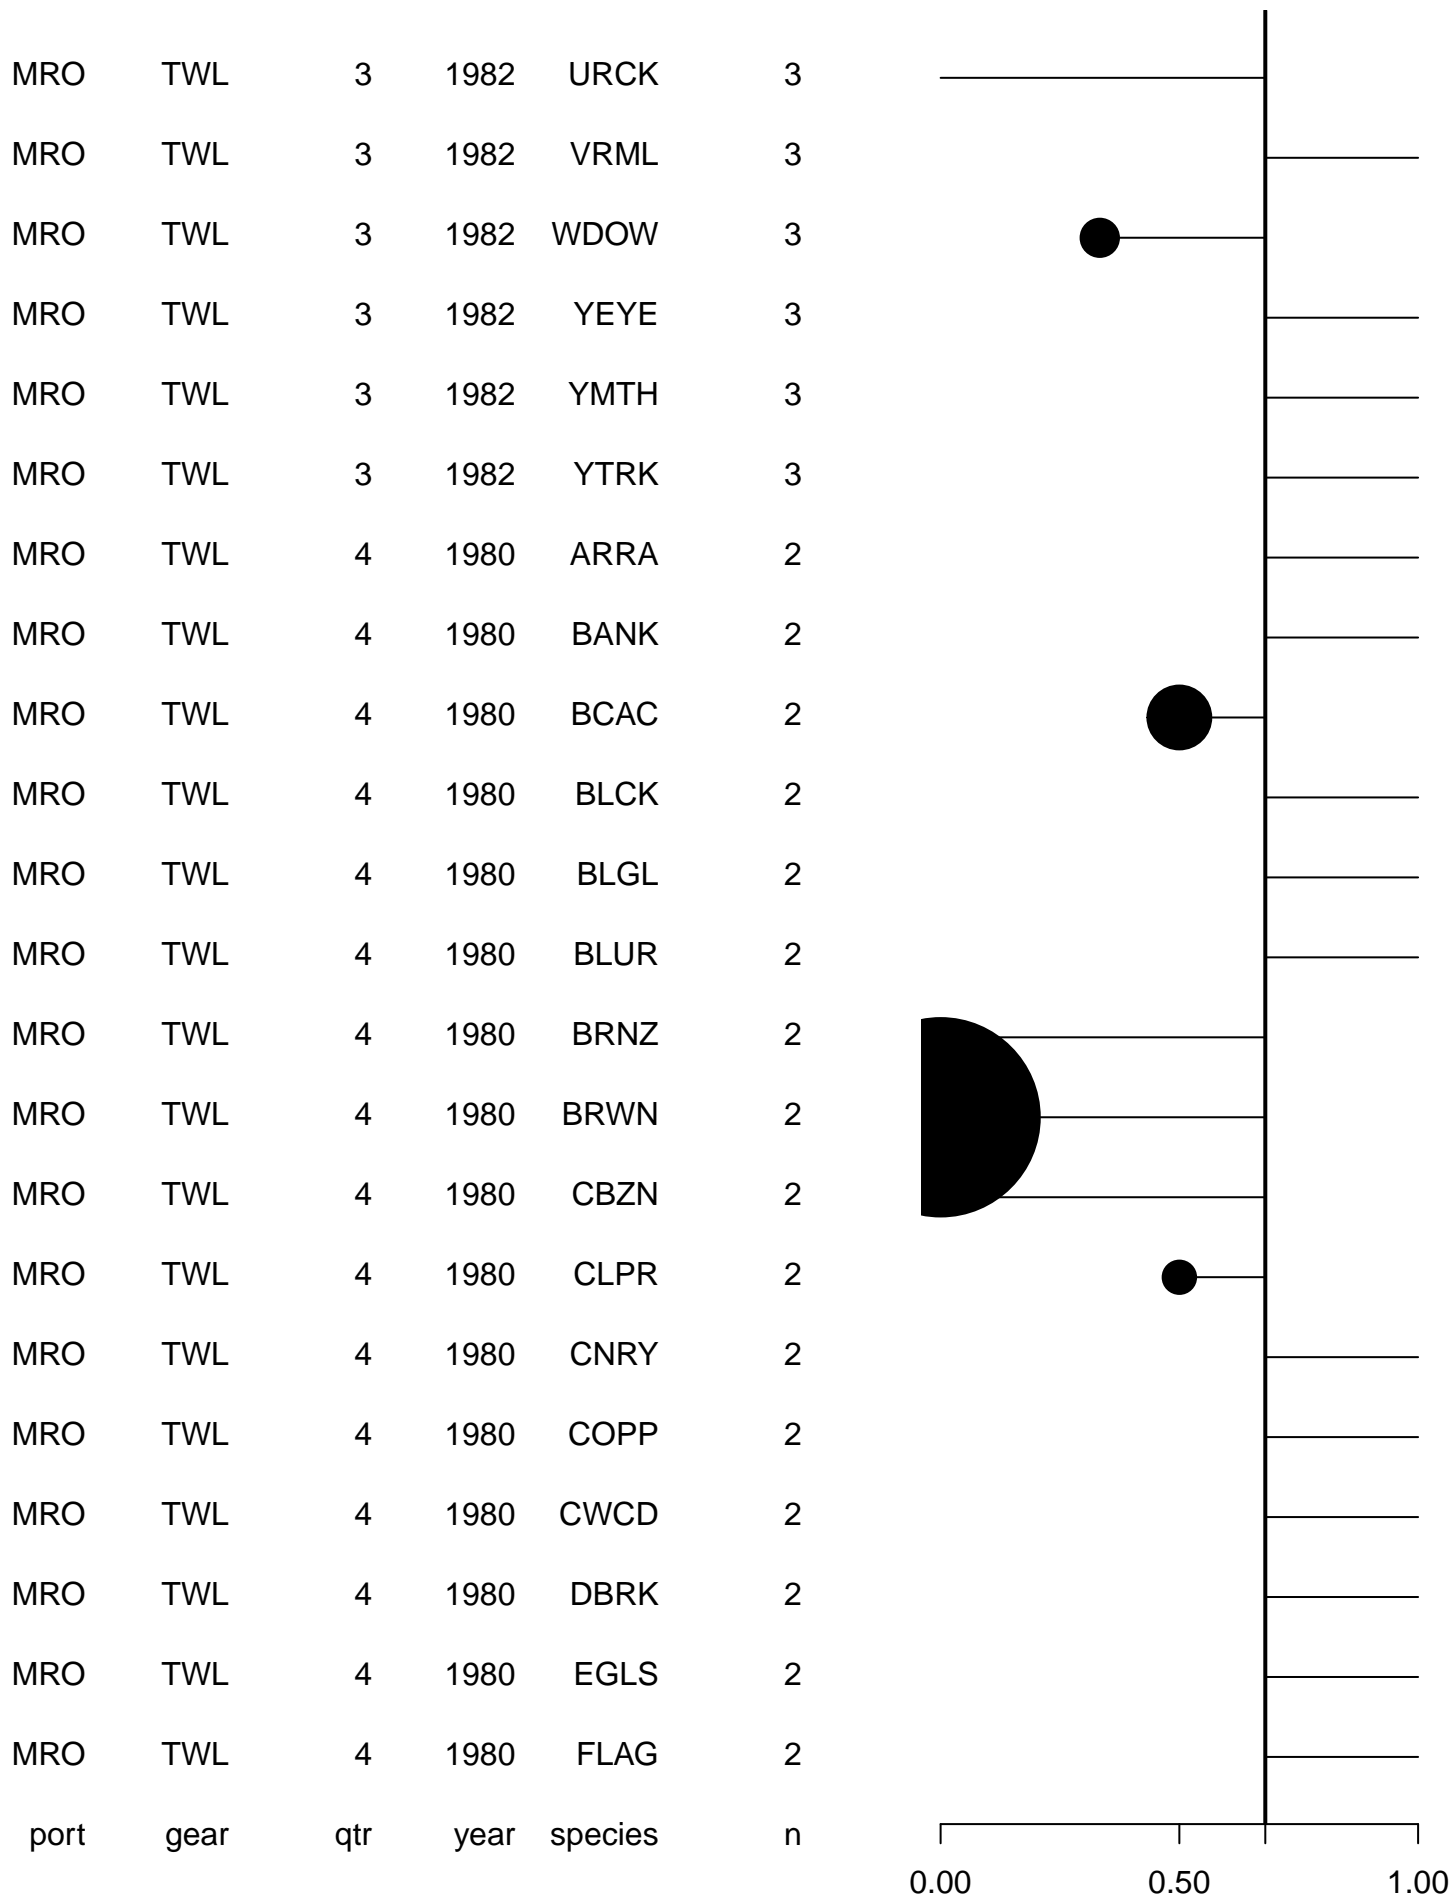 MRO TWL 3 1982 URCK 3
MRO TWL 3 1982 VRML 3
MRO TWL 3 1982 WDOW 3
MRO TWL 3 1982 YEYE 3
MRO TWL 3 1982 YMTH 3
MRO TWL 3 1982 YTRK 3
MRO TWL 4 1980 ARRA 2
MRO TWL 4 1980 BANK 2
MRO TWL 4 1980 BCAC 2
MRO TWL 4 1980 BLCK 2
MRO TWL 4 1980 BLGL 2
MRO TWL 4 1980 BLUR 2
MRO TWL 4 1980 BRNZ 2
MRO TWL 4 1980 BRWN 2
MRO TWL 4 1980 CBZN 2
MRO TWL 4 1980 CLPR 2
MRO TWL 4 1980 CNRY 2
MRO TWL 4 1980 COPP 2
MRO TWL 4 1980 CWCD 2
MRO TWL 4 1980 DBRK 2
MRO TWL 4 1980 EGLS 2
MRO TWL 4 1980 FLAG 2
port gear qtr year species n
0.00 0.50 1.00